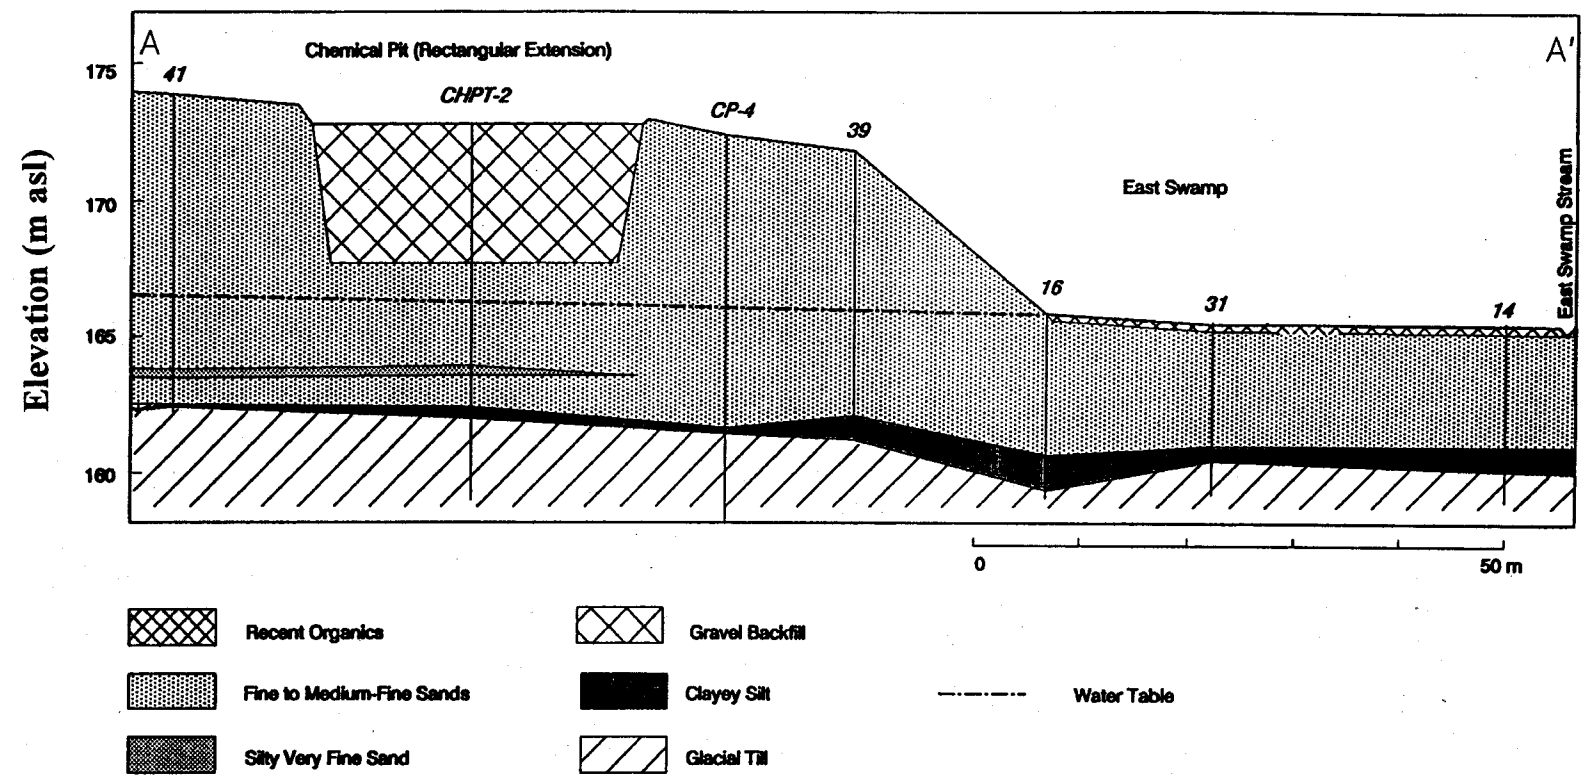 A
A'
Chemical Pit (Rectangular Extension)
175
41
CHPT-2
CP-4
39
170
East Swamp
East Swamp Stream
Elevation (m asl)
16
31
14
165
160
0
50 m
Recent Organics
Gravel Backfill
Fine to Medium-Fine Sands
Clayey Silt
Water Table
Silty Very Fine Sand
Glacial Till